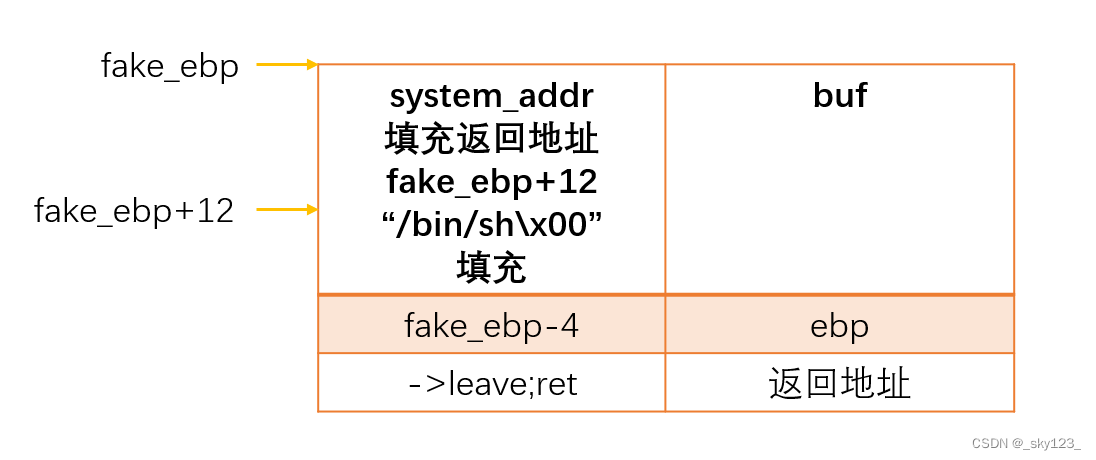 fake_ebp
system_addr
buf
填充返回地址
fake_ebp+12
fake_ebp+12
“/bin/sh\x00”
填充
fake_ebp-4
ebp
->leave;ret
返回地址
CSDN @_sky123_